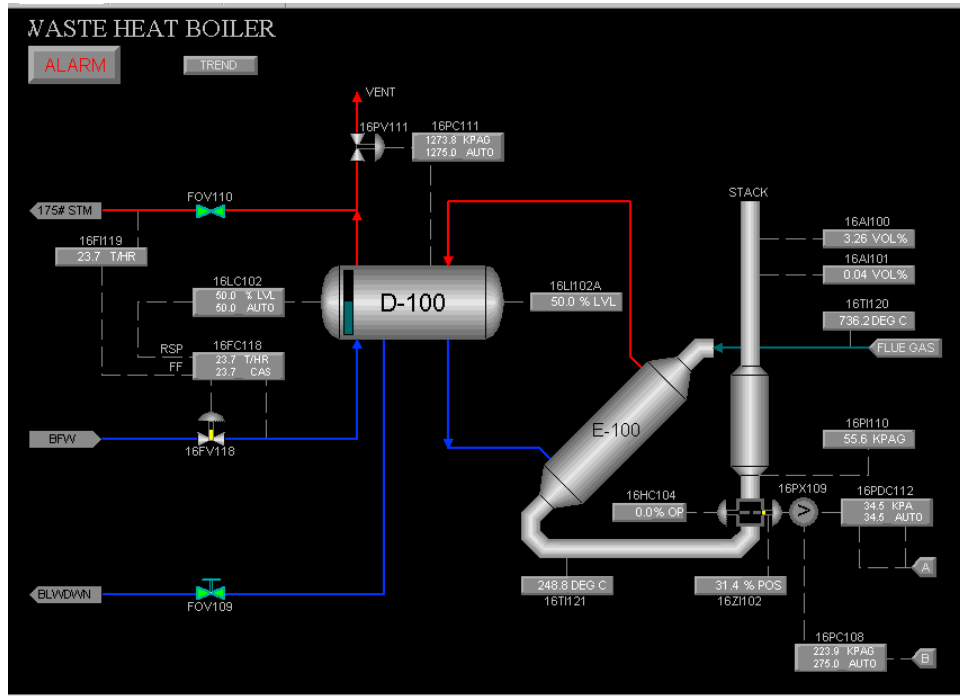 WASTE HEAT BOILER
ALARM
TREND
VENT
16PV111
16PC111
1273.8 KPAG
1275.0 AUTO
FOV110
175# STM
STACK
16FI119
23.7 T/HR
16AI100
3.26 VOL%
16AI101
0.04 VOL%
16LC102
50.0 % LVL
50.0 AUTO
D-100
16LI102A
50.0 % LVL
16TI120
736.2 DEG C
FLUE GAS
RSP
FF
16FC118
23.7 T/HR
23.7 CAS
BFW
16FV118
E-100
16PI110
55.6 KPAG
16HC104
0.0% OP
16PX109
>
16PDC112
34.5 KPA
34.5 AUTO
A
248.8 DEG C
16TI121
31.4 % POS
16ZI102
BLWDWN
FOV109
16PC108
223.9 KPAG
275.0 AUTO
B